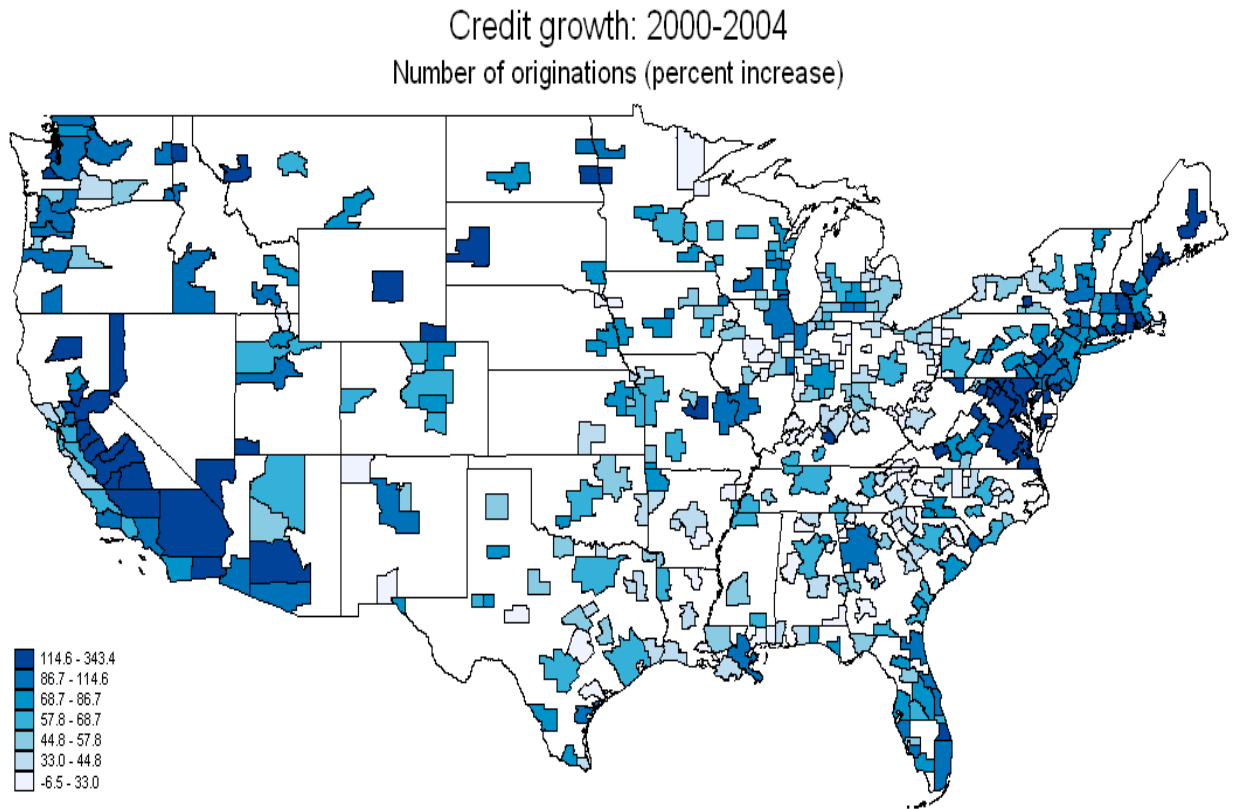 Credit growth: 2000-2004
Number of originations (percent increase)
114.6 - 343.4
86.7 - 114.6
68.7 - 86.7
57.8 - 68.7
44.8 - 57.8
33.0 - 44.8
-6.5 - 33.0